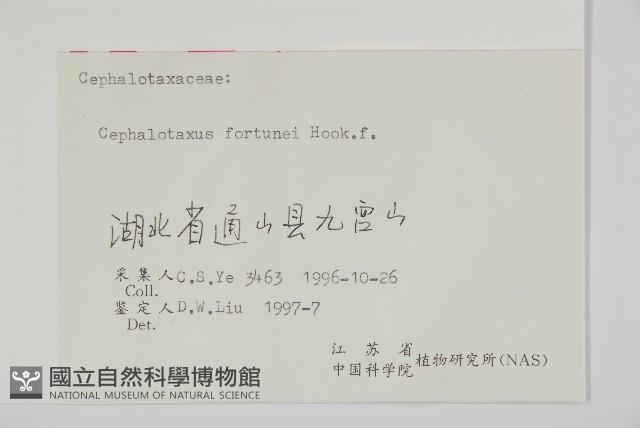 Cephalotaxaceae:
Cephalotaxus fortunei Hook.f.
湖北省通山县九宫山
采集人C.S.Ye 3463 1996-10-26
Coll.
鉴定人D.W.Liu 1997-7
Det.
江苏省
中国科学院植物研究所(NAS)
國立自然科學博物館
NATIONAL MUSEUM OF NATURAL SCIENCE